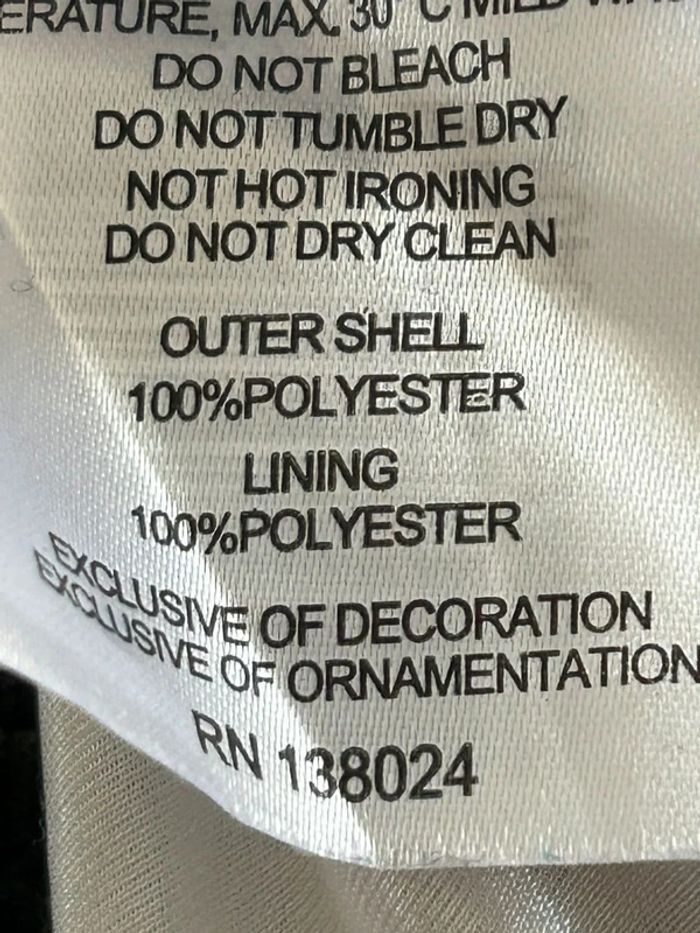 ERATURE, MAX. 30° C MILD
DO NOT BLEACH
DO NOT TUMBLE DRY
NOT HOT IRONING
DO NOT DRY CLEAN
OUTER SHELL
100%POLYESTER
LINING
100%POLYESTER
EXCLUSIVE OF DECORATION
EXCLUSIVE OF ORNAMENTATION
RN 138024